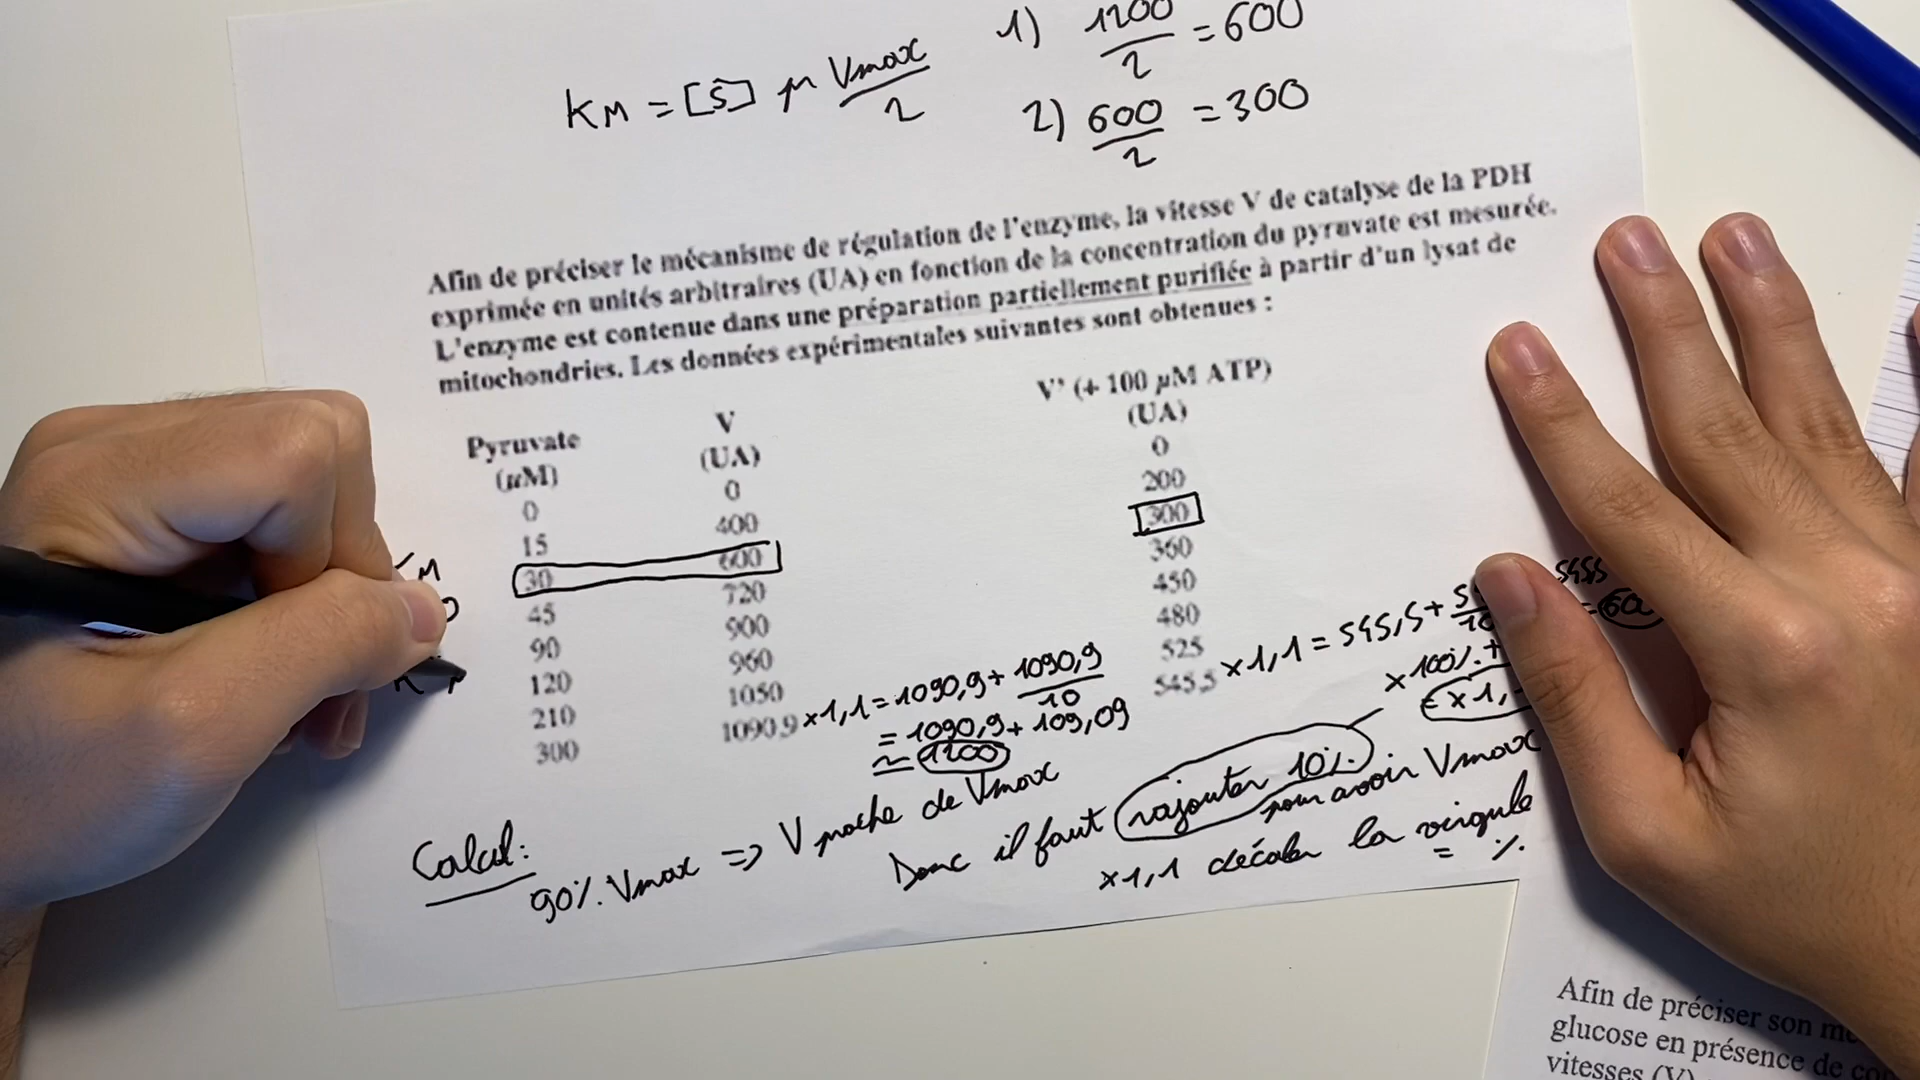 KM = [S] pr Vmax/2
1) 1200/2 = 600
2) 600/2 = 300
Afin de préciser le mécanisme de régulation de l'enzyme, la vitesse V de catalyse de la PDH
exprimée en unités arbitraires (UA) en fonction de la concentration du pyruvate est mesurée.
L'enzyme est contenue dans une préparation partiellement purifiée à partir d'un lysat de
mitochondries. Les données expérimentales suivantes sont obtenues :
Pyruvate V V' (+ 100 µM ATP)
(µM) (UA) (UA)
0 0 0
15 400 200
30 600 300
45 720 360
90 900 450
120 960 480
210 1050 525
300 1090.9 545.5
×1,1 = 1090,9 + 1090,9/10
= 1090,9 + 109,09
≈ 1200
×1,1 = 545,5 +
×100% +
×1,
Calcul:
90% Vmax => V proche de Vmax
Donc il faut rajouter 10% pour avoir Vmax
×1,1 décaler la virgule
= %
Afin de préciser son
glucose en présence de
vitesses (V)